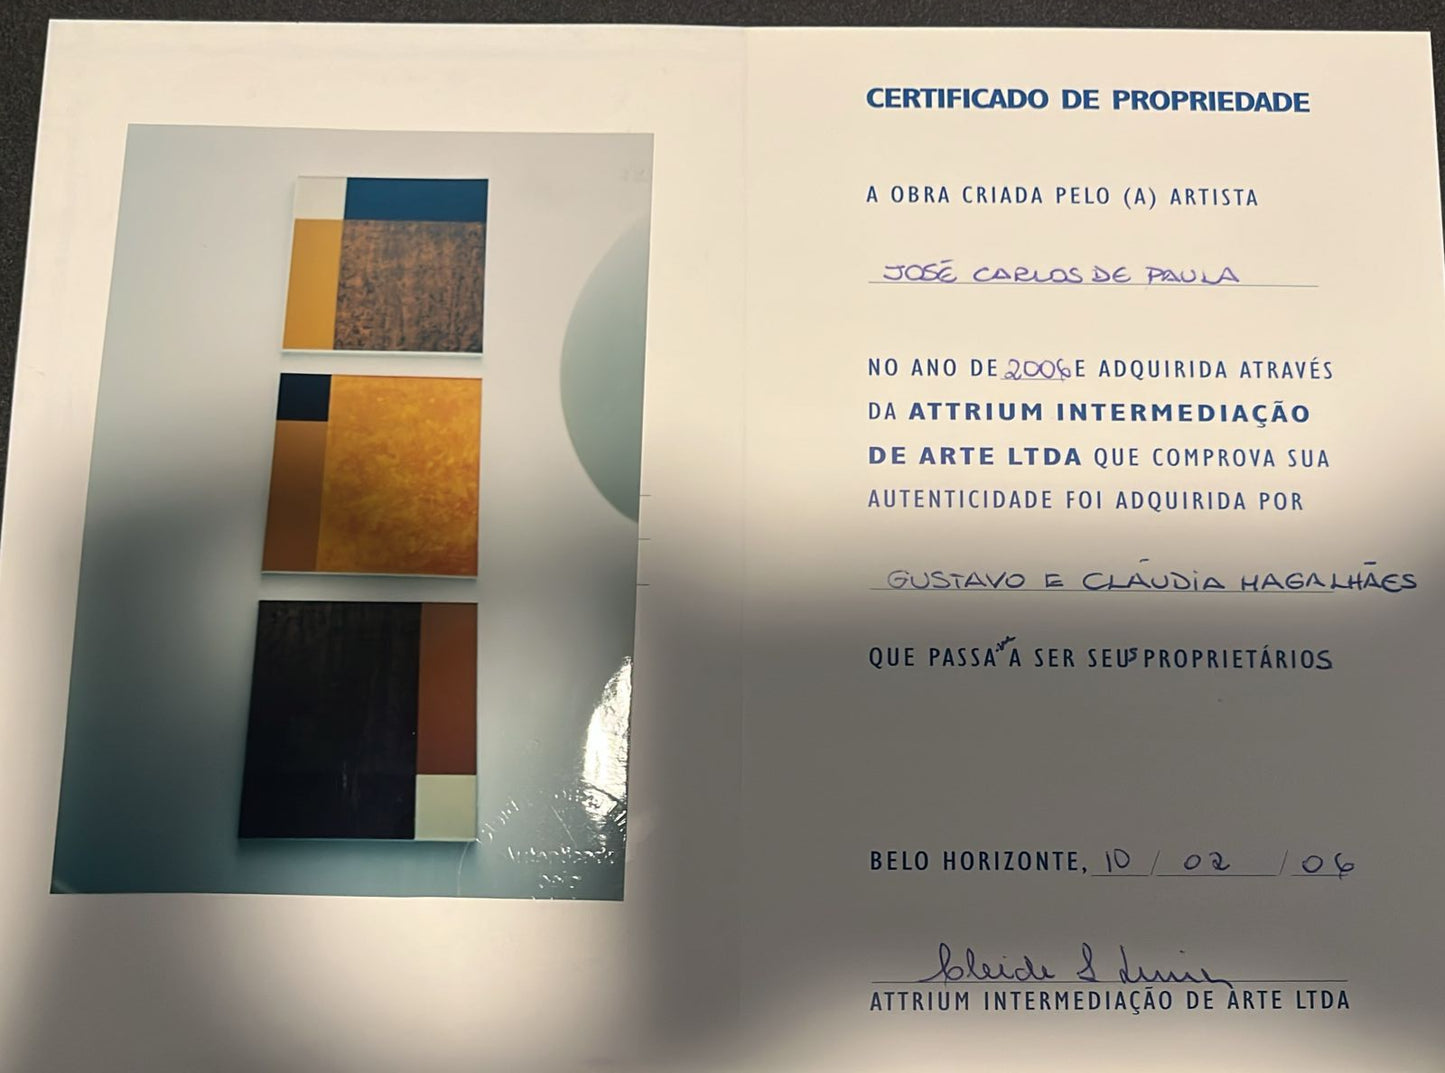 CERTIFICADO DE PROPRIEDADE
A OBRA CRIADA PELO (A) ARTISTA
JOSÉ CARLOS DE PAULA
NO ANO DE 2006 E ADQUIRIDA ATRAVÉS
DA ATTRIUM INTERMEDIAÇÃO
DE ARTE LTDA QUE COMPROVA SUA
AUTENTICIDADE FOI ADQUIRIDA POR
GUSTAVO E CLÁUDIA MAGALHÃES
QUE PASSAM A SER SEUS PROPRIETÁRIOS
BELO HORIZONTE, 10 / 02 / 06
Cleide S
ATTRIUM INTERMEDIAÇÃO DE ARTE LTDA